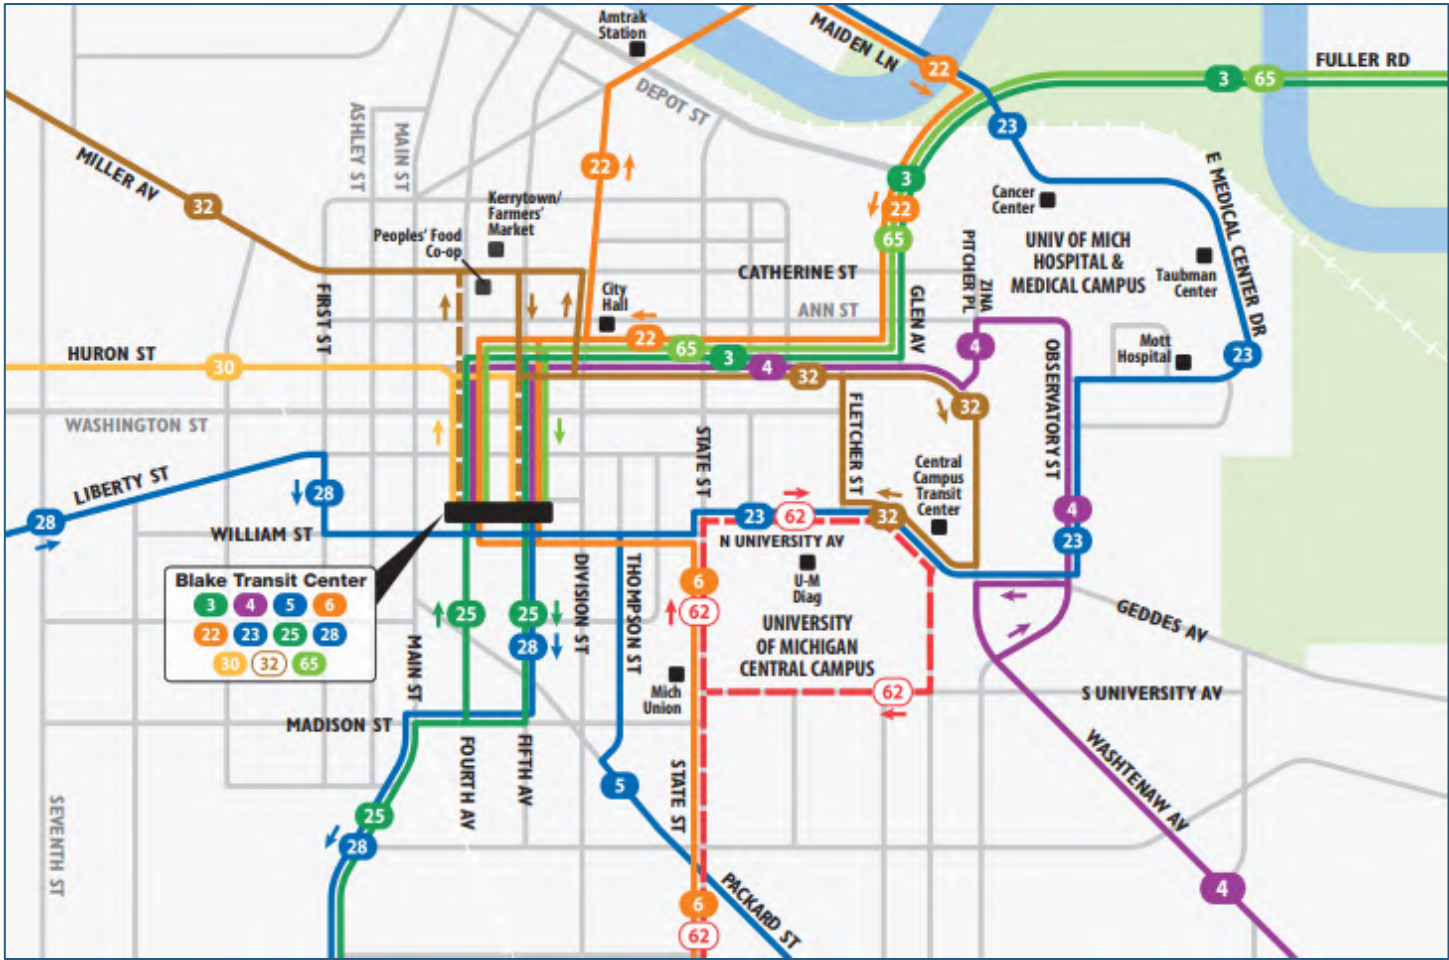 Amtrak
Station
MAIDEN LN
22
FULLER RD
3
65
DEPOT ST
ASHLEY ST
MAIN ST
23
MILLER AV
32
22
3
22
65
Cancer
Center
E MEDICAL CENTER DR
Kerrytown/
Farmers'
Market
Peoples' Food
Co-op
UNIV OF MICH
HOSPITAL &
MEDICAL CAMPUS
Taubman
Center
ZINA
PITCHER PL
CATHERINE ST
City
Hall
ANN ST
GLEN AV
FIRST ST
HURON ST
30
22
65
3
4
32
4
OBSERVATORY ST
Mott
Hospital
23
32
WASHINGTON ST
FLETCHER ST
STATE ST
Central
Campus
Transit
Center
LIBERTY ST
28
28
WILLIAM ST
23
62
32
4
23
N UNIVERSITY AV
U-M
Diag
Blake Transit Center
3
4
5
6
22
23
25
28
30
32
65
25
25
28
DIVISION ST
THOMPSON ST
6
62
UNIVERSITY
OF MICHIGAN
CENTRAL CAMPUS
GEDDES AV
MAIN ST
Mich
Union
62
S UNIVERSITY AV
MADISON ST
FOURTH AV
FIFTH AV
STATE ST
WASHTENAW AV
5
25
28
SEVENTH ST
PACKARD ST
6
62
4